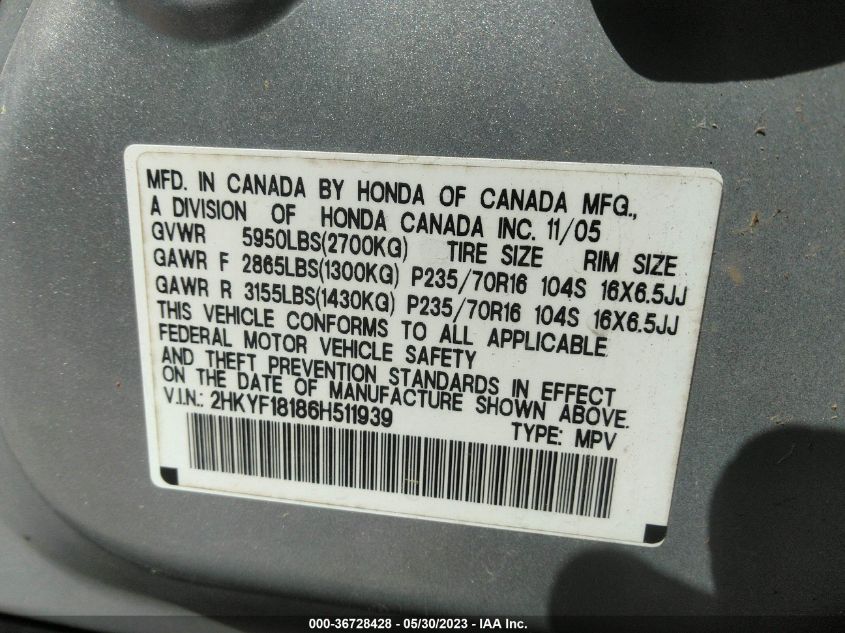 MFD. IN CANADA BY HONDA OF CANADA MFG.,
A DIVISION OF HONDA CANADA INC. 11/05
GVWR 5950LBS(2700KG) TIRE SIZE RIM SIZE
GAWR F 2865LBS(1300KG) P235/70R16 104S 16X6.5JJ
GAWR R 3155LBS(1430KG) P235/70R16 104S 16X6.5JJ
THIS VEHICLE CONFORMS TO ALL APPLICABLE
FEDERAL MOTOR VEHICLE SAFETY
AND THEFT PREVENTION STANDARDS IN EFFECT
ON THE DATE OF MANUFACTURE SHOWN ABOVE.
V.I.N.: 2HKYF18186H511939 TYPE: MPV
000-36728428 - 05/30/2023 - IAA Inc.